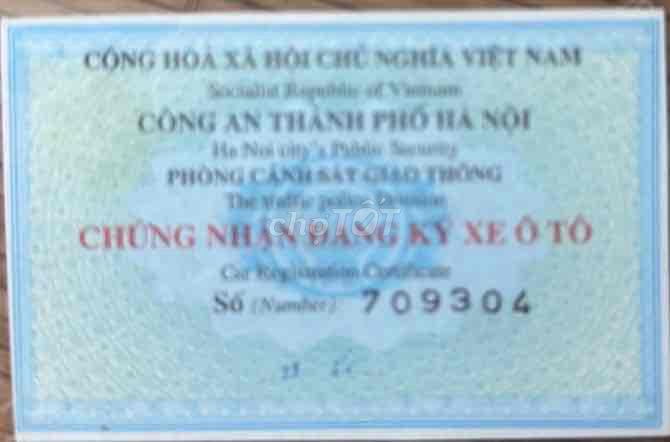 CỘNG HOÀ XÃ HỘI CHỦ NGHĨA VIỆT NAM
Socialist Republic of Vietnam
CÔNG AN THÀNH PHỐ HÀ NỘI
Ha Noi city's Public Security
PHÒNG CẢNH SÁT GIAO THÔNG
The traffic police Division
choTỐT
CHỨNG NHẬN ĐĂNG KÝ XE Ô TÔ
Car Registration Certificate
Số (Number) 709304